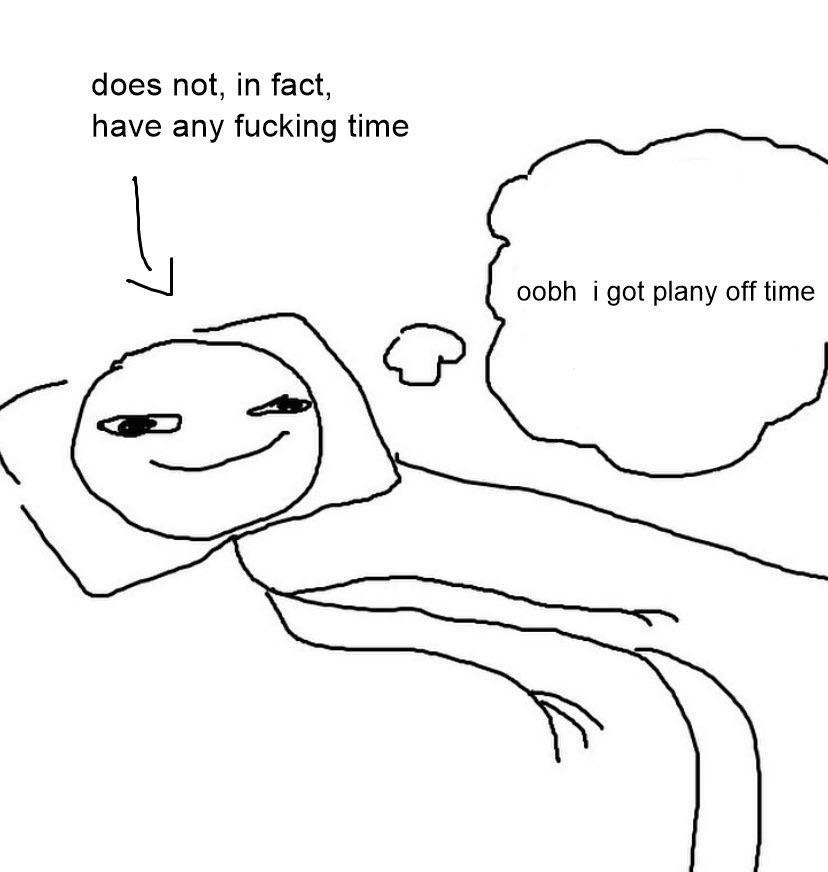 does not, in fact,
have any fucking time
oobh  i got plany off time